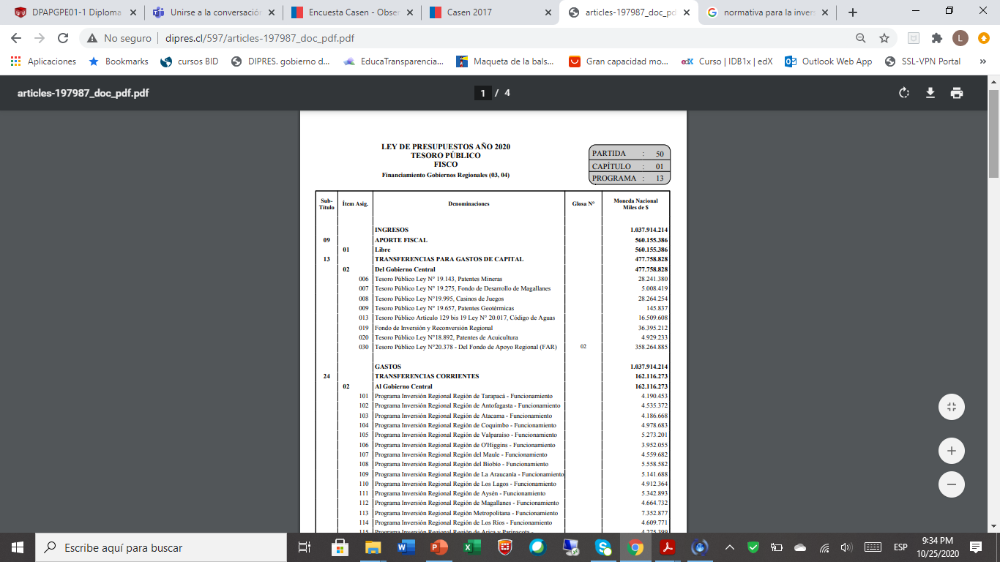 DPAPGPE01-1 Diploma
Unirse a la conversación
Encuesta Casen - Obser
Casen 2017
articles-197987_doc_pd
normativa para la invers
No seguro | dipres.cl/597/articles-197987_doc_pdf.pdf
L
Aplicaciones
Bookmarks
cursos BID
DIPRES. gobierno d...
EducaTransparencia...
Maqueta de la bals...
Gran capacidad mo...
edX Curso | IDB1x | edX
Outlook Web App
SSL-VPN Portal
»
articles-197987_doc_pdf.pdf
1 / 4
LEY DE PRESUPUESTOS AÑO 2020
TESORO PÚBLICO
FISCO
Financiamiento Gobiernos Regionales (03, 04)
PARTIDA : 50
CAPÍTULO : 01
PROGRAMA : 13
Sub-Título Ítem Asig. Denominaciones Glosa N° Moneda Nacional Miles de $
INGRESOS 1.037.914.214
09 APORTE FISCAL 560.155.386
01 Libre 560.155.386
13 TRANSFERENCIAS PARA GASTOS DE CAPITAL 477.758.828
02 Del Gobierno Central 477.758.828
006 Tesoro Público Ley N° 19.143, Patentes Mineras 28.241.380
007 Tesoro Público Ley N° 19.275, Fondo de Desarrollo de Magallanes 5.008.419
008 Tesoro Público Ley N°19.995, Casinos de Juegos 28.264.254
009 Tesoro Público Ley N° 19.657, Patentes Geotérmicas 145.837
013 Tesoro Público Artículo 129 bis 19 Ley N° 20.017, Código de Aguas 16.509.608
019 Fondo de Inversión y Reconversión Regional 36.395.212
020 Tesoro Público Ley N°18.892, Patentes de Acuicultura 4.929.233
030 Tesoro Público Ley N°20.378 - Del Fondo de Apoyo Regional (FAR) 02 358.264.885
GASTOS 1.037.914.214
24 TRANSFERENCIAS CORRIENTES 162.116.273
02 Al Gobierno Central 162.116.273
101 Programa Inversión Regional Región de Tarapacá - Funcionamiento 4.190.453
102 Programa Inversión Regional Región de Antofagasta - Funcionamiento 4.535.372
103 Programa Inversión Regional Región de Atacama - Funcionamiento 4.186.668
104 Programa Inversión Regional Región de Coquimbo - Funcionamiento 4.978.683
105 Programa Inversión Regional Región de Valparaíso - Funcionamiento 5.273.201
106 Programa Inversión Regional Región de O'Higgins - Funcionamiento 3.952.055
107 Programa Inversión Regional Región del Maule - Funcionamiento 4.559.682
108 Programa Inversión Regional Región del Biobío - Funcionamiento 5.558.582
109 Programa Inversión Regional Región de La Araucanía - Funcionamiento 5.141.688
110 Programa Inversión Regional Región de Los Lagos - Funcionamiento 4.912.364
111 Programa Inversión Regional Región de Aysén - Funcionamiento 5.342.893
112 Programa Inversión Regional Región de Magallanes - Funcionamiento 4.664.732
113 Programa Inversión Regional Región Metropolitana - Funcionamiento 7.352.877
114 Programa Inversión Regional Región de Los Ríos - Funcionamiento 4.609.771
115 Programa Inversión Regional Región de Arica y Parinacota - 4.275.399
Escribe aquí para buscar
ESP
9:34 PM
10/25/2020